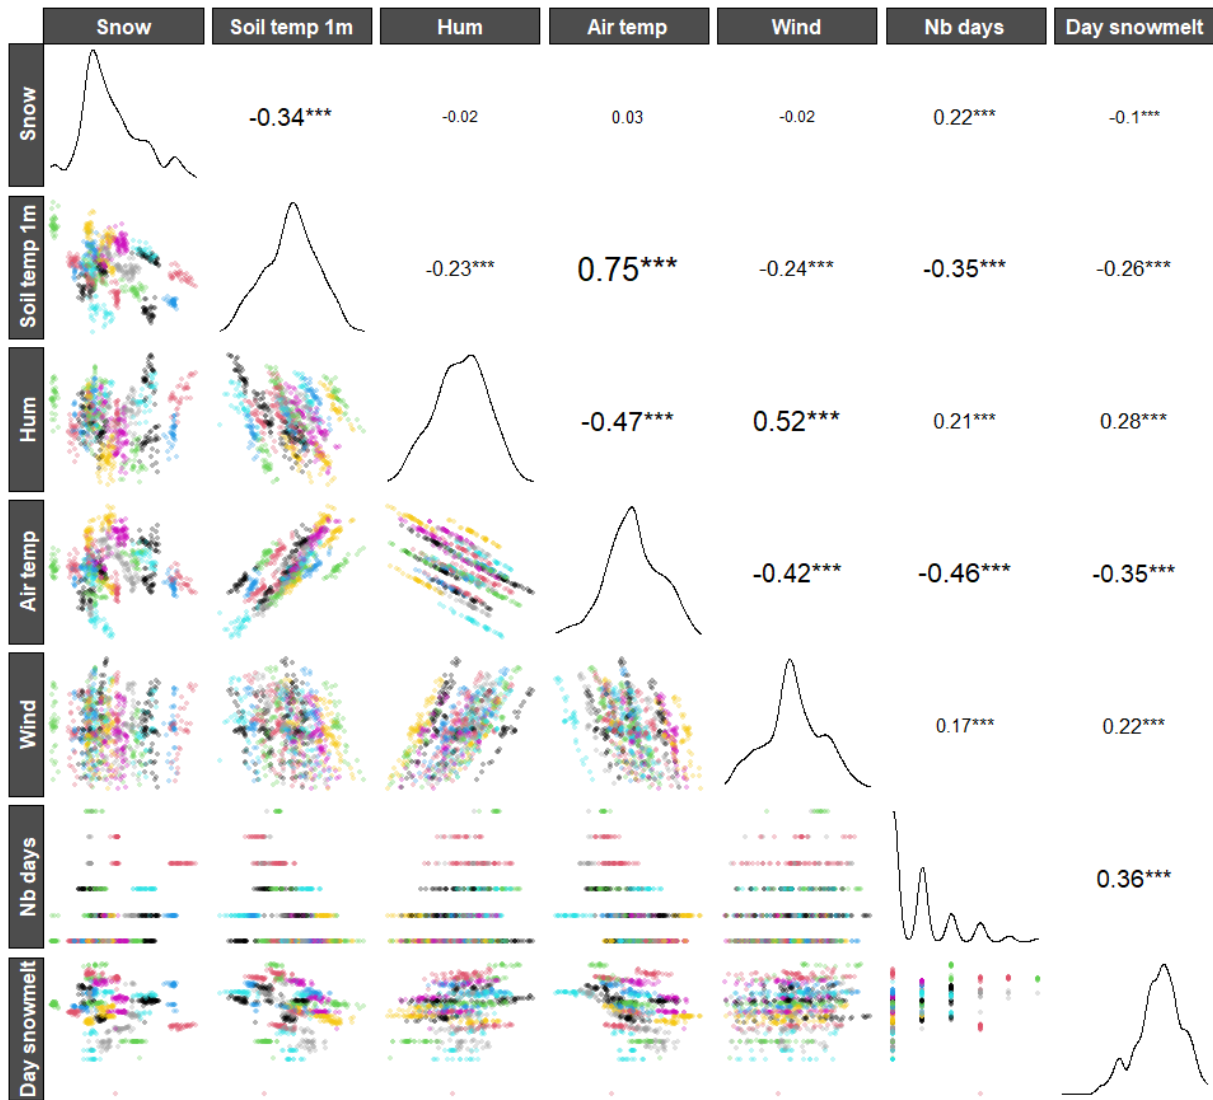 Snow Soil temp 1m Hum Air temp Wind Nb days Day snowmelt
Snow -0.34*** -0.02 0.03 -0.02 0.22*** -0.1***
Soil temp 1m -0.23*** 0.75*** -0.24*** -0.35*** -0.26***
Hum -0.47*** 0.52*** 0.21*** 0.28***
Air temp -0.42*** -0.46*** -0.35***
Wind 0.17*** 0.22***
Nb days 0.36***
Day snowmelt